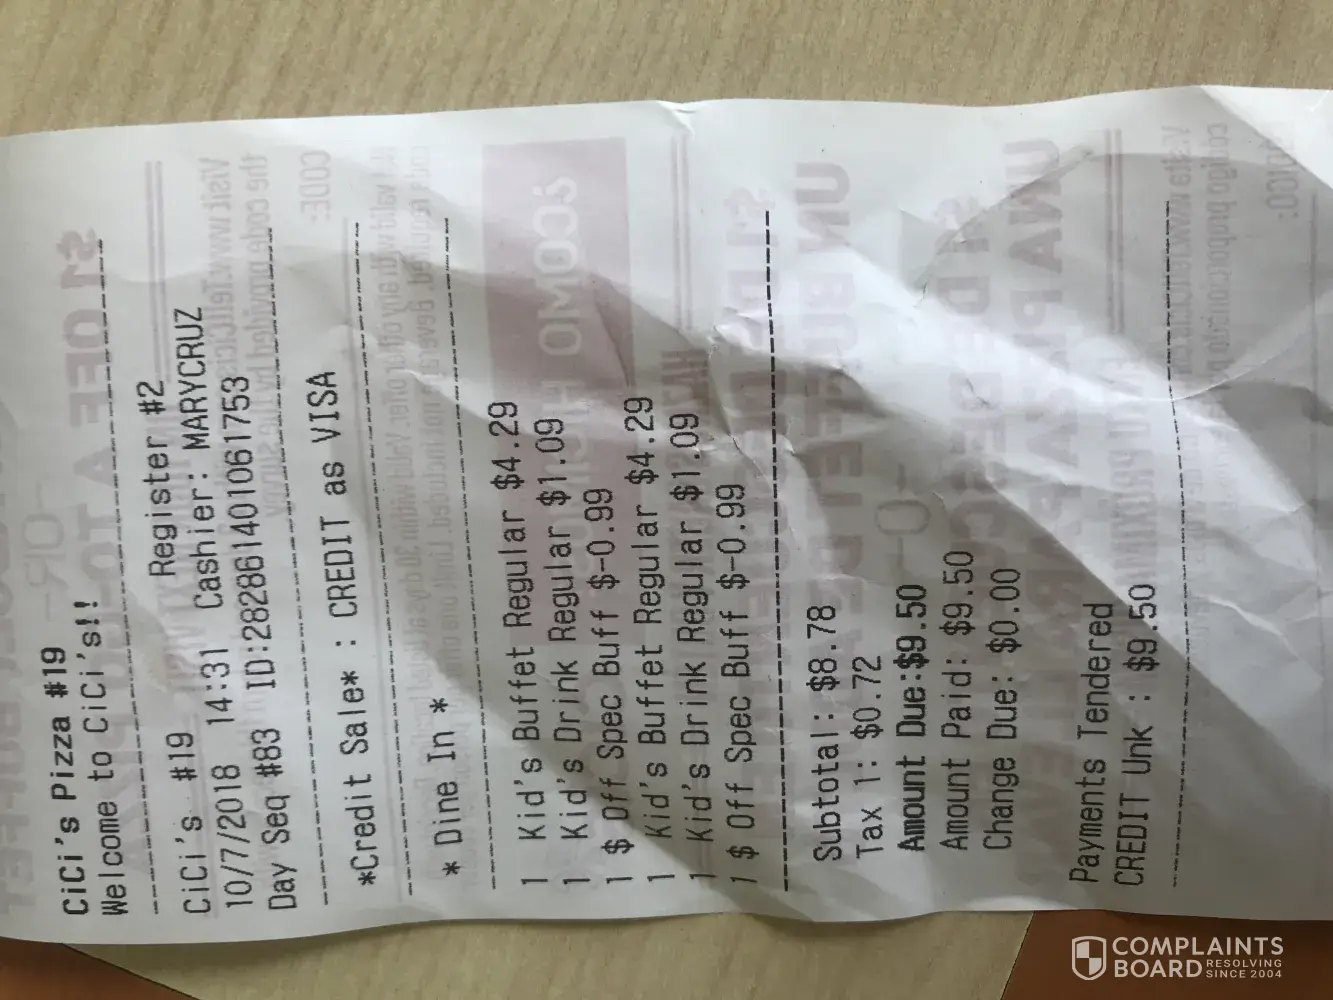 CiCi's Pizza #19
Welcome to CiCi's!!
CiCi's #19 Register #2
10/7/2018 14:31 Cashier: MARYCRUZ
Day Seq #83 ID:2828614010061753
*Credit Sale* : CREDIT as VISA
* Dine In *
1 Kid's Buffet Regular $4.29
1 Kid's Drink Regular $1.09
1 $ Off Spec Buff $-0.99
1 Kid's Buffet Regular $4.29
1 Kid's Drink Regular $1.09
1 $ Off Spec Buff $-0.99
Subtotal: $8.78
Tax 1: $0.72
Amount Due:$9.50
Amount Paid: $9.50
Change Due: $0.00
Payments Tendered
CREDIT Unk : $9.50
COMPLAINTS
BOARD RESOLVING
SINCE 2004